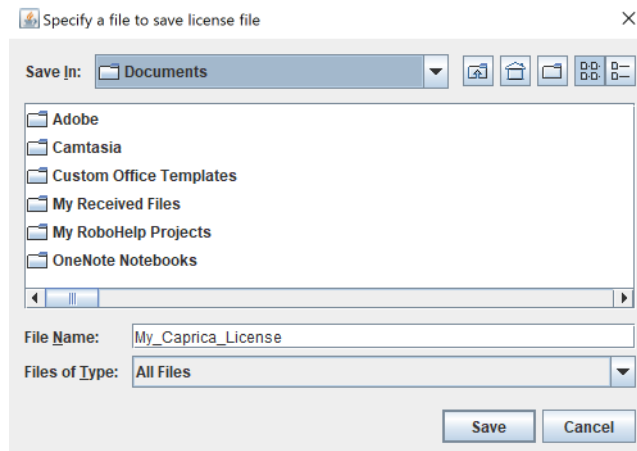 Specify a file to save license file
Save In: Documents
Adobe
Camtasia
Custom Office Templates
My Received Files
My RoboHelp Projects
OneNote Notebooks
File Name: My_Caprica_License
Files of Type: All Files
Save Cancel